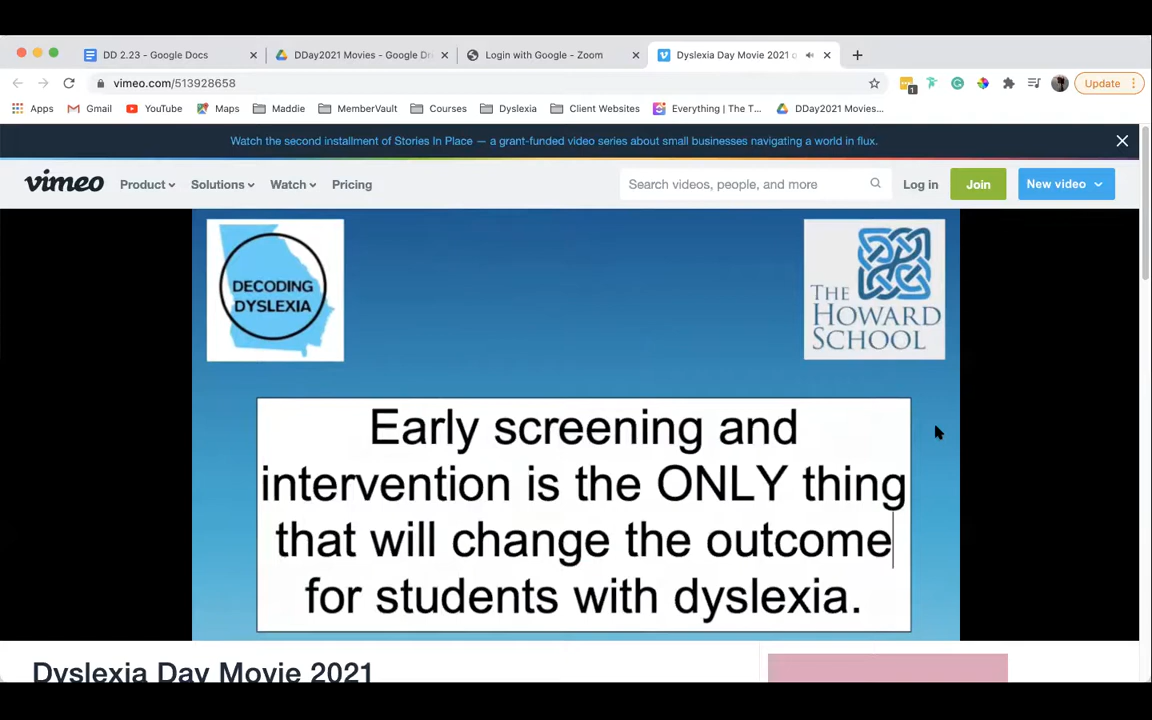 DD 2.23 - Google Docs
DDay2021 Movies - Google Dr
Login with Google - Zoom
Dyslexia Day Movie 2021 o
vimeo.com/513928658
1
Update
Apps
Gmail
YouTube
Maps
Maddie
MemberVault
Courses
Dyslexia
Client Websites
Everything | The T...
DDay2021 Movies...
Watch the second installment of Stories In Place — a grant-funded video series about small businesses navigating a world in flux.
vimeo
Product
Solutions
Watch
Pricing
Search videos, people, and more
Log in
Join
New video
DECODING
DYSLEXIA
THE
HOWARD
SCHOOL
Early screening and
intervention is the ONLY thing
that will change the outcome
for students with dyslexia.
Dyslexia Day Movie 2021